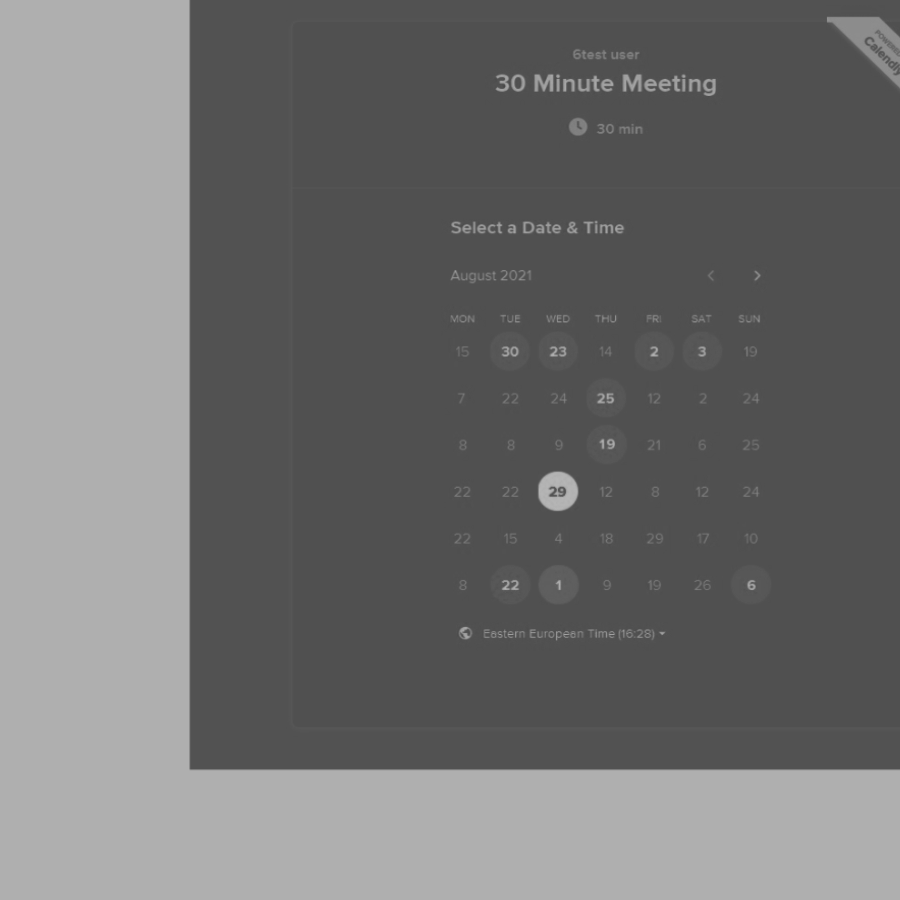 POWERED
Calendly
6test user
30 Minute Meeting
30 min
Select a Date & Time
August 2021
MON TUE WED THU FRI SAT SUN
15 30 23 14 2 3 19
7 22 24 25 12 2 24
8 8 9 19 21 6 25
22 22 29 12 8 12 24
22 15 4 18 29 17 10
8 22 1 9 19 26 6
Eastern European Time (16:28)